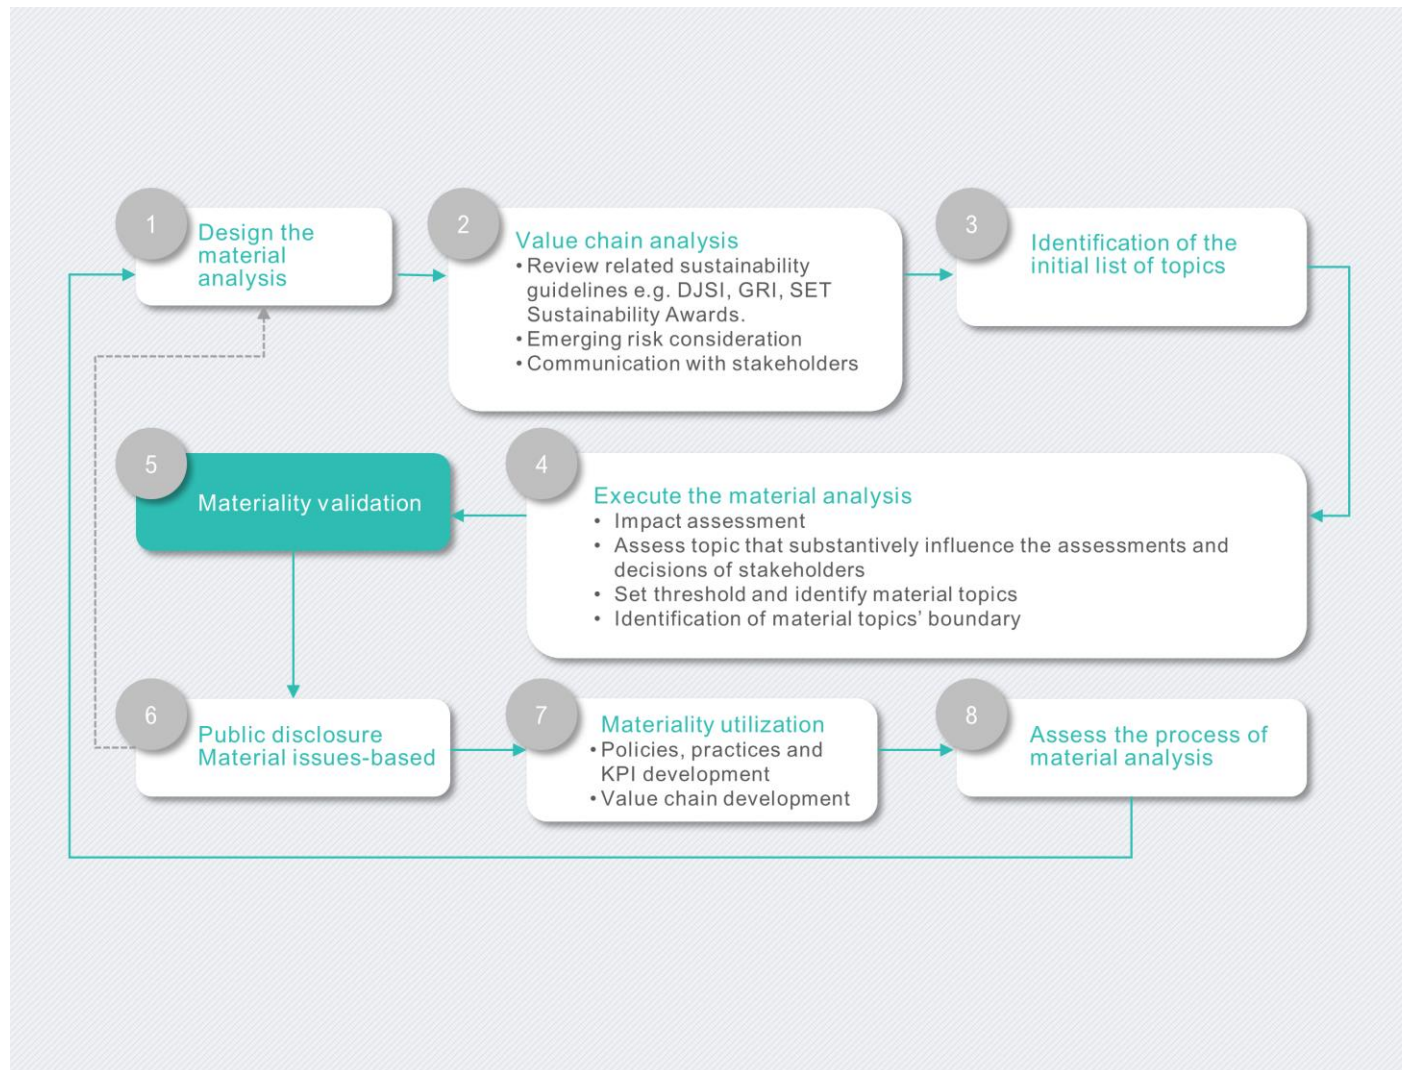 1
Design the
material
analysis
2
Value chain analysis
• Review related sustainability
guidelines e.g. DJSI, GRI, SET
Sustainability Awards.
• Emerging risk consideration
• Communication with stakeholders
3
Identification of the
initial list of topics
4
Execute the material analysis
• Impact assessment
• Assess topic that substantively influence the assessments and
decisions of stakeholders
• Set threshold and identify material topics
• Identification of material topics’ boundary
5
Materiality validation
6
Public disclosure
Material issues-based
7
Materiality utilization
• Policies, practices and
KPI development
• Value chain development
8
Assess the process of
material analysis